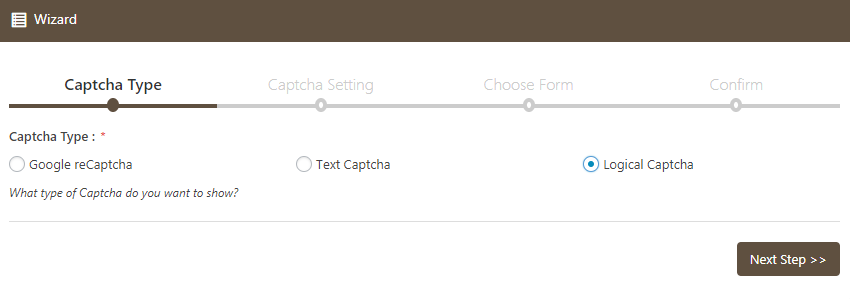 Wizard
Captcha Type Captcha Setting Choose Form Confirm
Captcha Type : *
Google reCaptcha Text Captcha Logical Captcha
What type of Captcha do you want to show?
Next Step >>